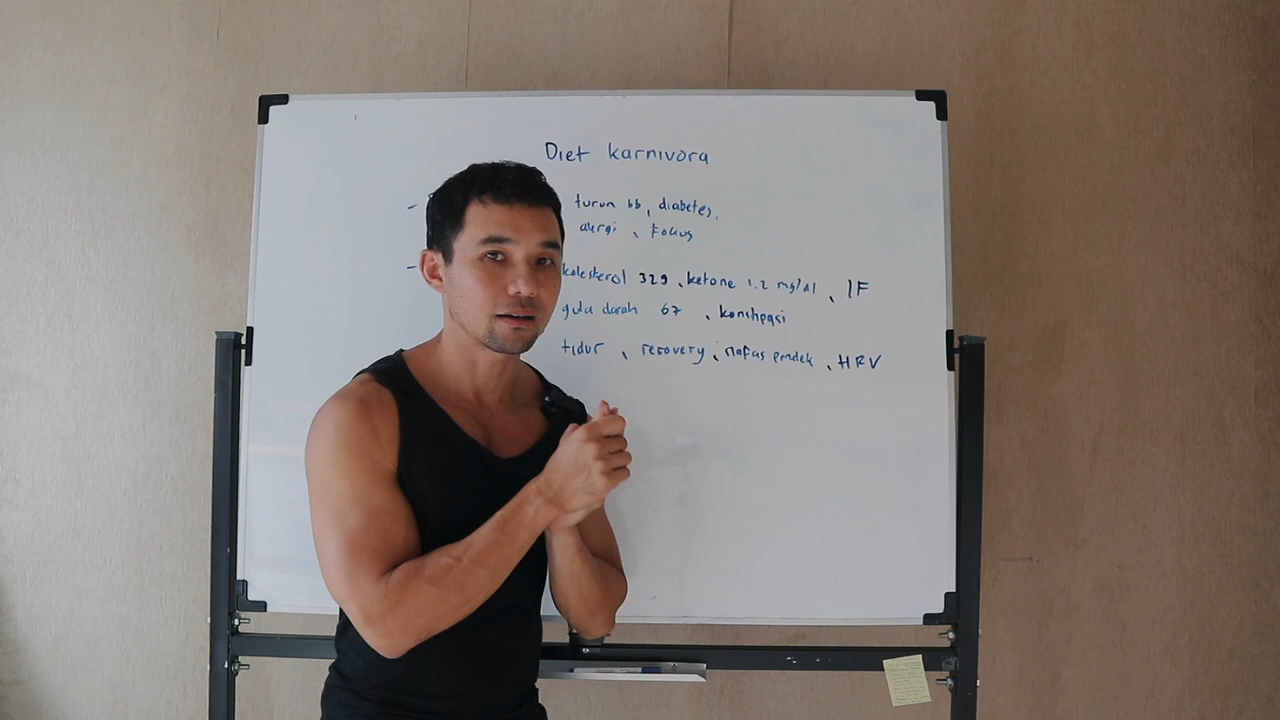 Diet karnivora
- turun bb, diabetes,
alergi, Fokus
- kolesterol 329, ketone 1.2 mg/dl, IF
gula darah 67, konstipasi
tidur, recovery, nafas pendek, HRV